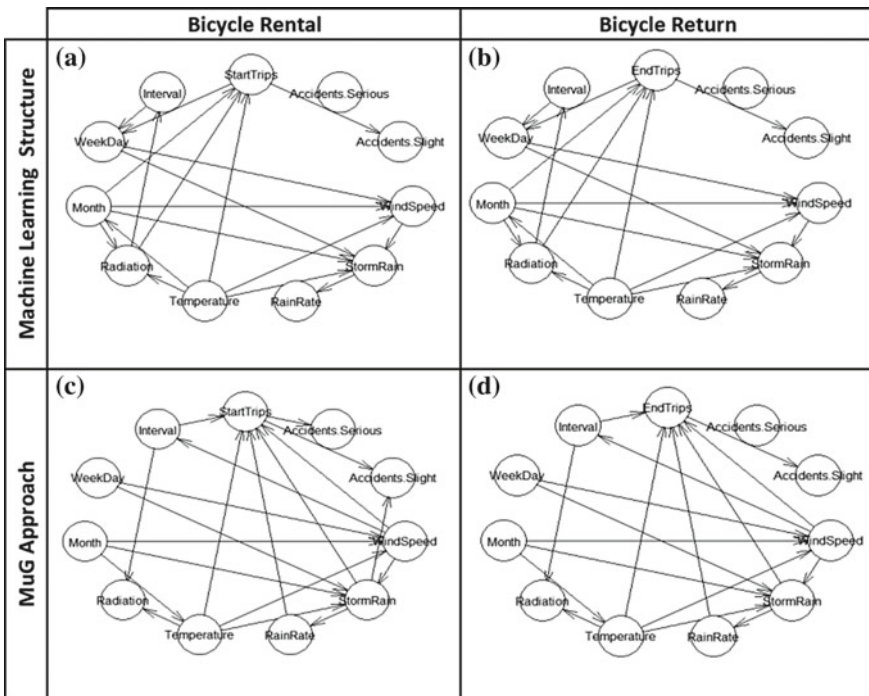 Bicycle Rental
Bicycle Return
Machine Learning Structure
(a)
StartTrips
Interval
Accidents.Serious
WeekDay
Accidents.Slight
Month
WindSpeed
Radiation
StormRain
Temperature
RainRate
(b)
EndTrips
Interval
Accidents.Serious
WeekDay
Accidents.Slight
Month
WindSpeed
Radiation
StormRain
Temperature
RainRate
MuG Approach
(c)
StartTrips
Interval
Accidents.Serious
WeekDay
Accidents.Slight
Month
WindSpeed
Radiation
StormRain
Temperature
RainRate
(d)
EndTrips
Interval
Accidents.Serious
WeekDay
Accidents.Slight
Month
WindSpeed
Radiation
StormRain
Temperature
RainRate